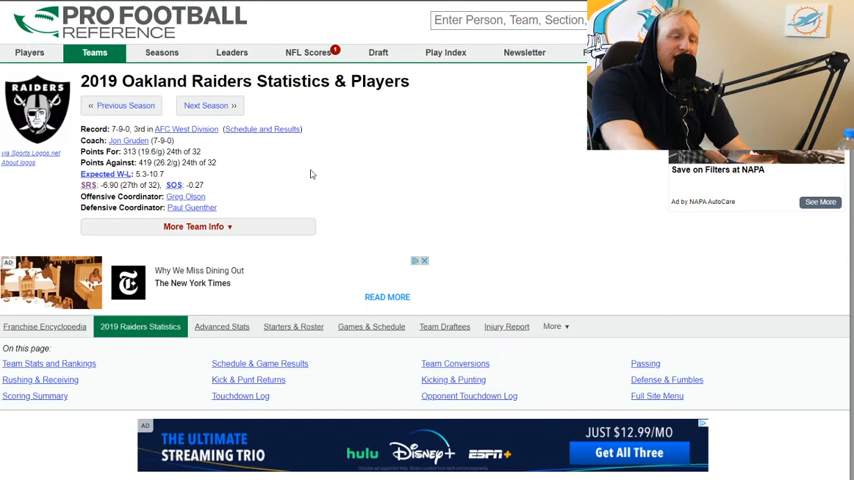 PRO FOOTBALL
REFERENCE
Enter Person, Team, Section,
Players Teams Seasons Leaders NFL Scores 1 Draft Play Index Newsletter
RAIDERS
2019 Oakland Raiders Statistics & Players
‹‹ Previous Season Next Season ››
Record: 7-9-0, 3rd in AFC West Division (Schedule and Results)
Coach: Jon Gruden (7-9-0)
Points For: 313 (19.6/g) 24th of 32
Points Against: 419 (26.2/g) 24th of 32
Expected W-L: 5.3-10.7
SRS: -6.90 (27th of 32) SOS: -0.27
Offensive Coordinator: Greg Olson
Defensive Coordinator: Paul Guenther
More Team Info ▼
via Sports Logos.net
About logos
Save on Filters at NAPA
Ad by NAPA AutoCare See More
AD
Why We Miss Dining Out
The New York Times
READ MORE
Franchise Encyclopedia 2019 Raiders Statistics Advanced Stats Starters & Roster Games & Schedule Team Draftees Injury Report More ▼
On this page:
Team Stats and Rankings Schedule & Game Results Team Conversions Passing
Rushing & Receiving Kick & Punt Returns Kicking & Punting Defense & Fumbles
Scoring Summary Touchdown Log Opponent Touchdown Log Full Site Menu
AD
THE ULTIMATE
STREAMING TRIO
hulu Disney+ ESPN+
JUST $12.99/MO
Get All Three